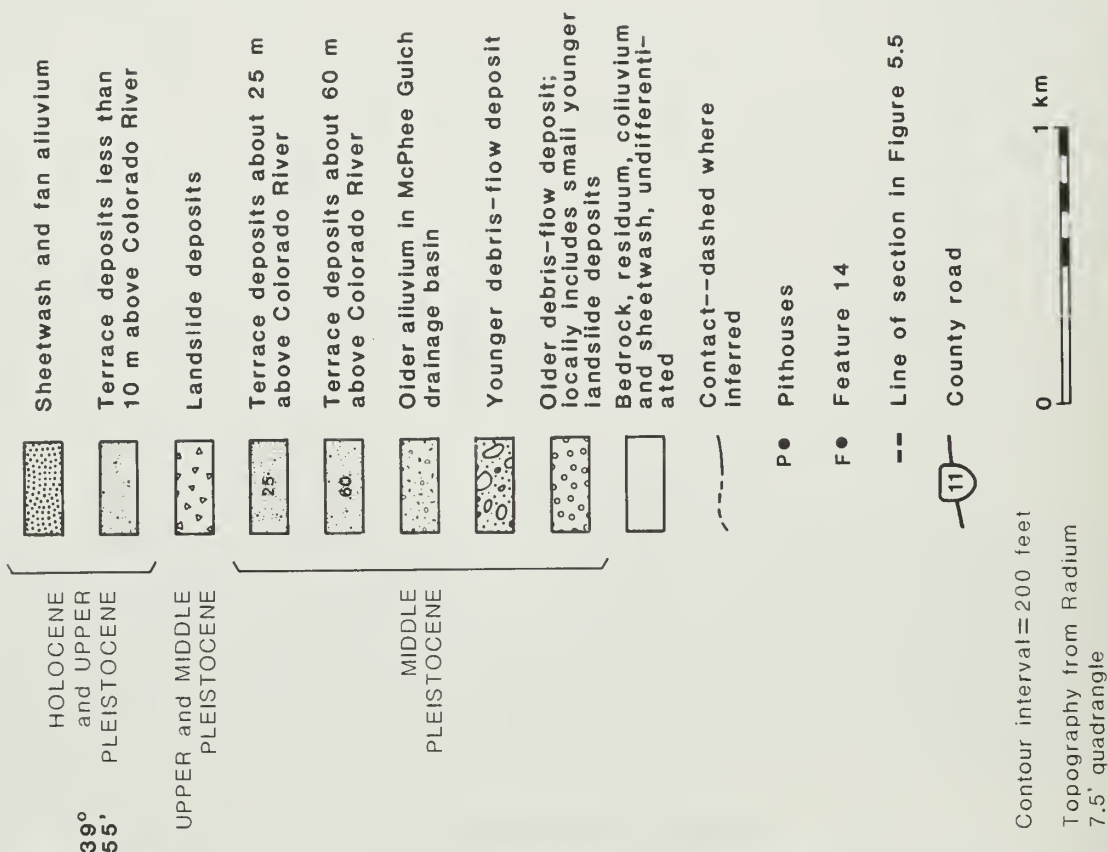 39°
55'
HOLOCENE
and UPPER
PLEISTOCENE
Sheetwash and fan alluvium
Terrace deposits less than
10 m above Colorado River
UPPER and MIDDLE
PLEISTOCENE
Landslide deposits
MIDDLE
PLEISTOCENE
25
Terrace deposits about 25 m
above Colorado River
60
Terrace deposits about 60 m
above Colorado River
Older alluvium in McPhee Gulch
drainage basin
Younger debris-flow deposit
Older debris-flow deposit;
locally includes small younger
landslide deposits
Bedrock, residuum, colluvium
and sheetwash, undifferenti-
ated
Contact--dashed where
inferred
P Pithouses
F Feature 14
Line of section in Figure 5.5
11 County road
Contour interval=200 feet
Topography from Radium
7.5' quadrangle
0 1 km